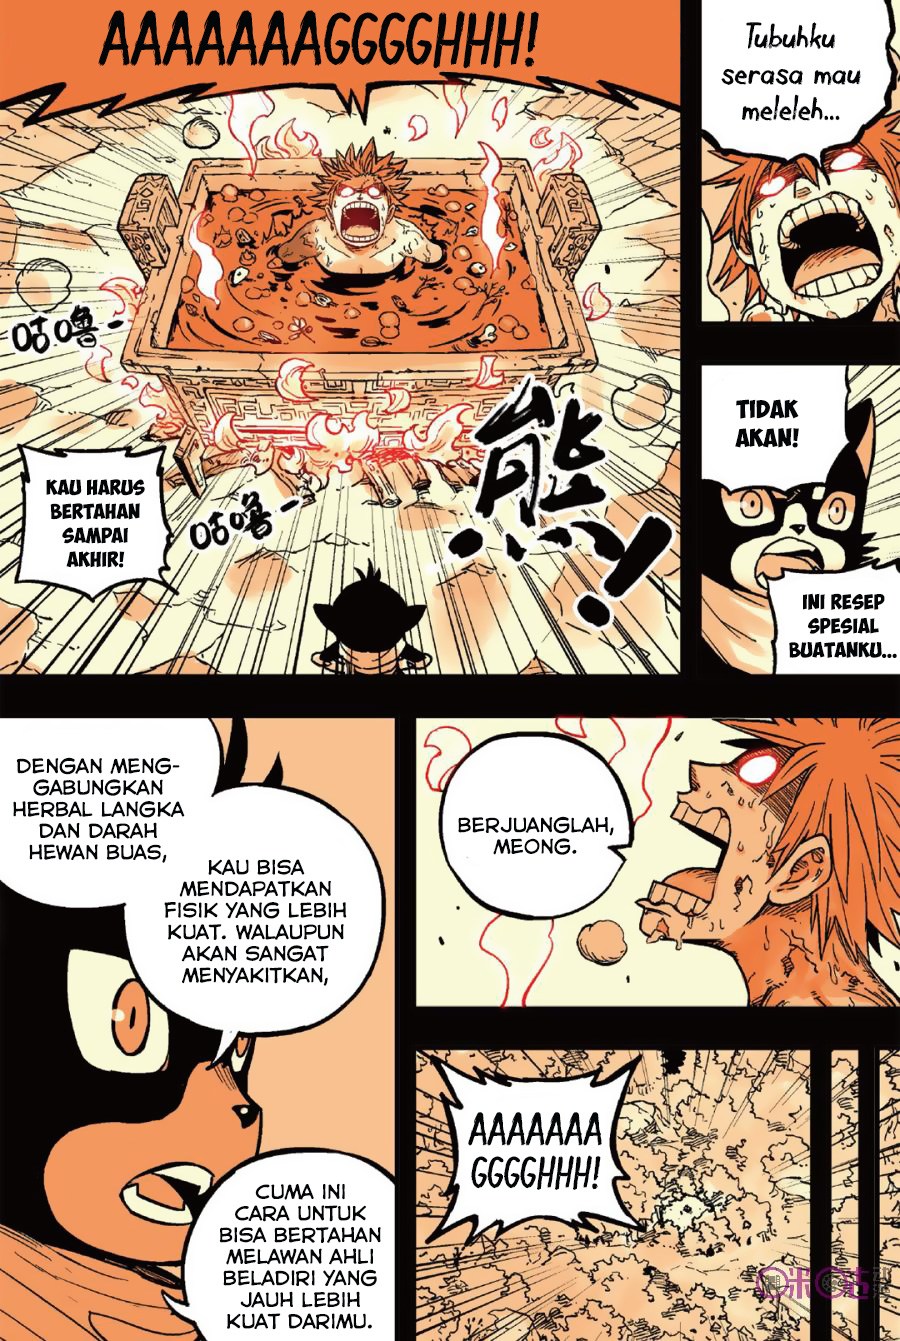 AAAAAAAGGGGHHH!
Tubuhku
serasa mau
meleleh...
咕噜-
KAU HARUS
BERTAHAN
SAMPAI
AKHIR!
咕噜-
熊!
TIDAK
AKAN!
INI RESEP
SPESIAL
BUATANKU...
DENGAN MENG-
GABUNGKAN
HERBAL LANGKA
DAN DARAH
HEWAN BUAS,
KAU BISA
MENDAPATKAN
FISIK YANG LEBIH
KUAT. WALAUPUN
AKAN SANGAT
MENYAKITKAN,
CUMA INI
CARA UNTUK
BISA BERTAHAN
MELAWAN AHLI
BELADIRI YANG
JAUH LEBIH
KUAT DARIMU.
BERJUANGLAH,
MEONG.
AAAAAAA
GGGGHHH!